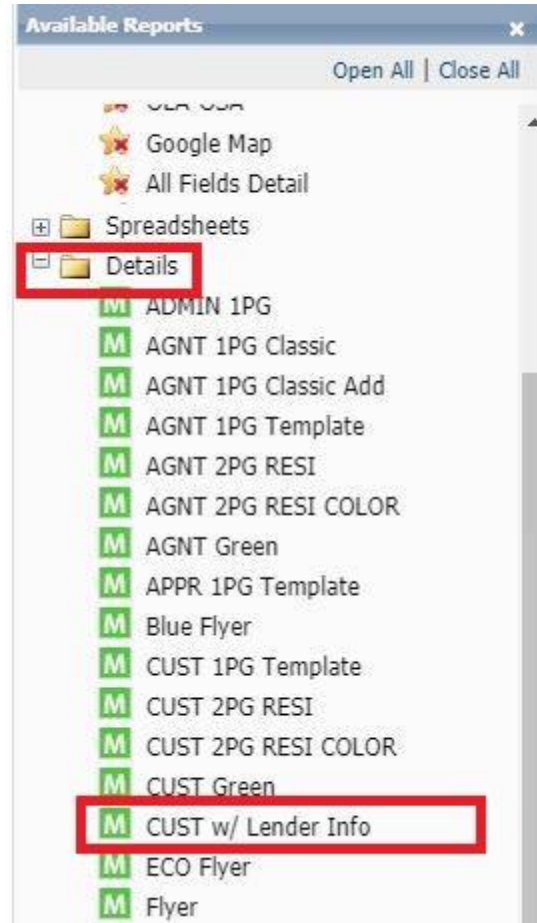 Available Reports
Open All | Close All
Google Map
All Fields Detail
Spreadsheets
Details
M ADMIN 1PG
M AGNT 1PG Classic
M AGNT 1PG Classic Add
M AGNT 1PG Template
M AGNT 2PG RESI
M AGNT 2PG RESI COLOR
M AGNT Green
M APPR 1PG Template
M Blue Flyer
M CUST 1PG Template
M CUST 2PG RESI
M CUST 2PG RESI COLOR
M CUST Green
M CUST w/ Lender Info
M ECO Flyer
M Flyer